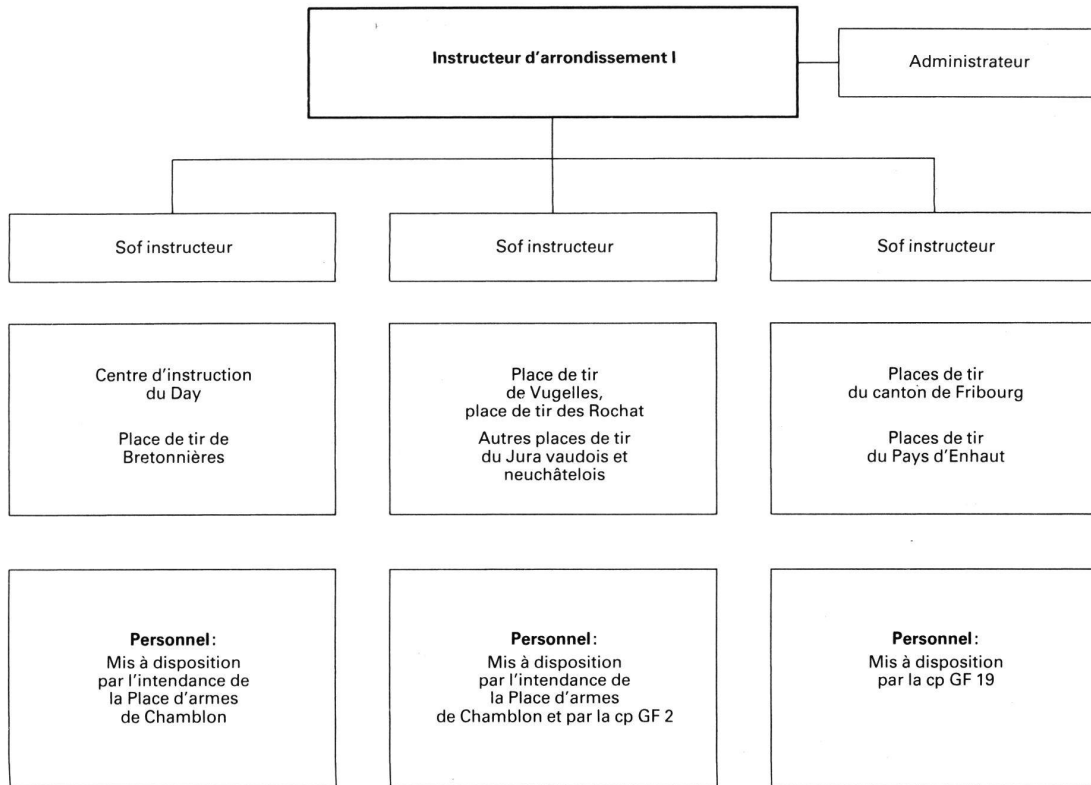 Instructeur d'arrondissement I
Administrateur
Sof instructeur
Sof instructeur
Sof instructeur
Centre d'instruction
du Day
Place de tir de
Bretonnières
Place de tir
de Vugelles,
place de tir des Rochat
Autres places de tir
du Jura vaudois et
neuchâtelois
Places de tir
du canton de Fribourg
Places de tir
du Pays d'Enhaut
Personnel:
Mis à disposition
par l'intendance de
la Place d'armes
de Chamblon
Personnel:
Mis à disposition
par l'intendance de
la Place d'armes
de Chamblon et par la cp GF 2
Personnel:
Mis à disposition
par la cp GF 19